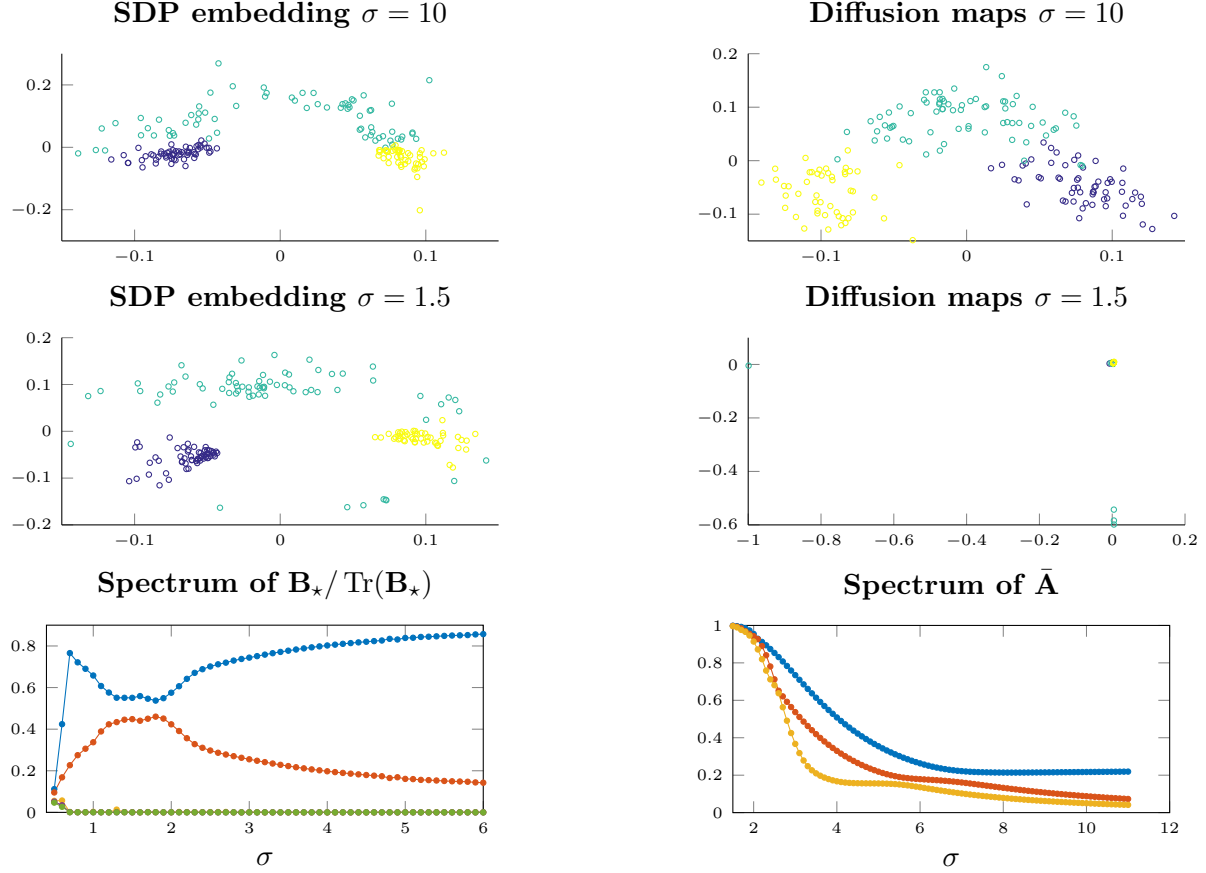 SDP embedding σ = 10
Diffusion maps σ = 10
0.2
0
−0.2
−0.1 0 0.1
0.1
0
−0.1
−0.1 0 0.1
SDP embedding σ = 1.5
Diffusion maps σ = 1.5
0.2
0.1
0
−0.1
−0.2
−0.1 0 0.1
0
−0.2
−0.4
−0.6
−1 −0.8 −0.6 −0.4 −0.2 0 0.2
Spectrum of B⋆/ Tr(B⋆)
Spectrum of Ā
0.8
0.6
0.4
0.2
0
1 2 3 4 5 6
σ
1
0.8
0.6
0.4
0.2
0
2 4 6 8 10 12
σ